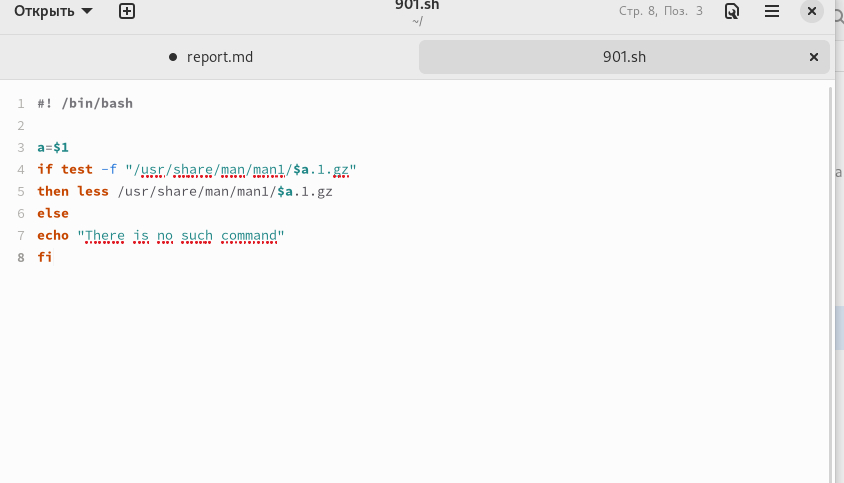 Открыть
901.sh
~/
Стр. 8, Поз. 3
report.md
901.sh
1 #! /bin/bash
2
3 a=$1
4 if test -f "/usr/share/man/man1/$a.1.gz"
5 then less /usr/share/man/man1/$a.1.gz
6 else
7 echo "There is no such command"
8 fi
а